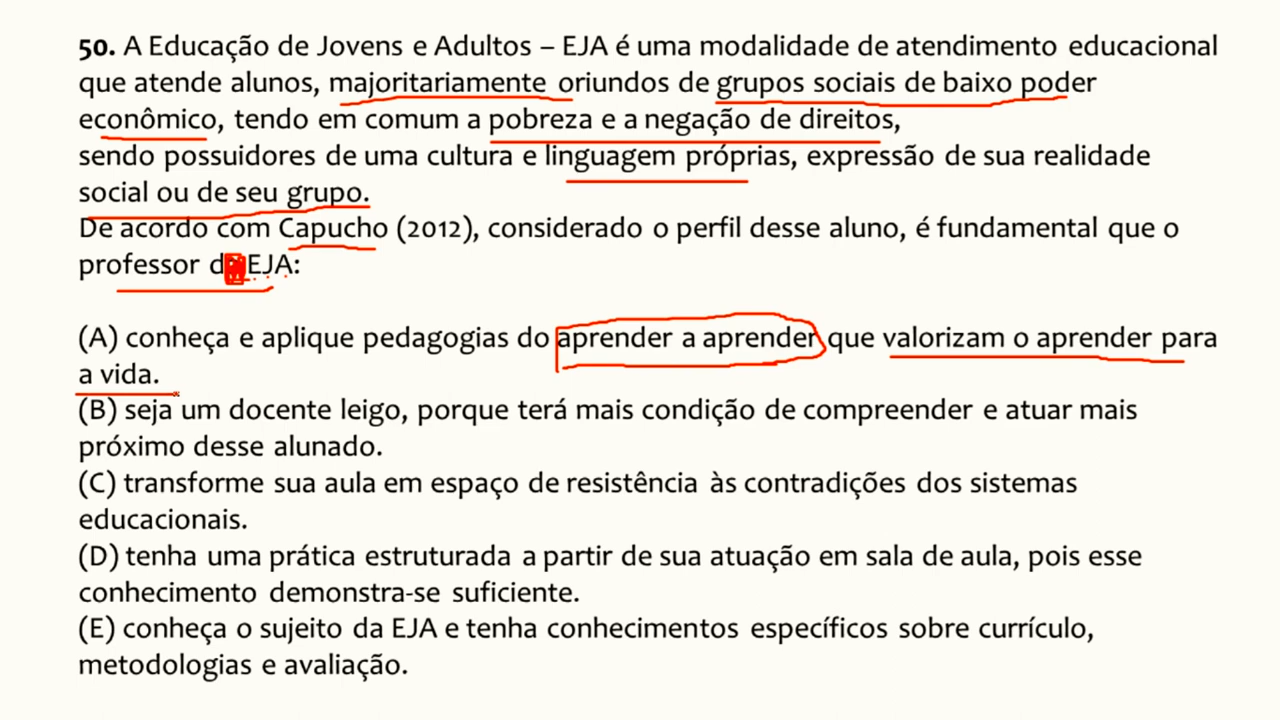 50. A Educação de Jovens e Adultos – EJA é uma modalidade de atendimento educacional
que atende alunos, majoritariamente oriundos de grupos sociais de baixo poder
econômico, tendo em comum a pobreza e a negação de direitos,
sendo possuidores de uma cultura e linguagem próprias, expressão de sua realidade
social ou de seu grupo.
De acordo com Capucho (2012), considerado o perfil desse aluno, é fundamental que o
professor EJA:
(A) conheça e aplique pedagogias do aprender a aprender que valorizam o aprender para
a vida.
(B) seja um docente leigo, porque terá mais condição de compreender e atuar mais
próximo desse alunado.
(C) transforme sua aula em espaço de resistência às contradições dos sistemas
educacionais.
(D) tenha uma prática estruturada a partir de sua atuação em sala de aula, pois esse
conhecimento demonstra-se suficiente.
(E) conheça o sujeito da EJA e tenha conhecimentos específicos sobre currículo,
metodologias e avaliação.